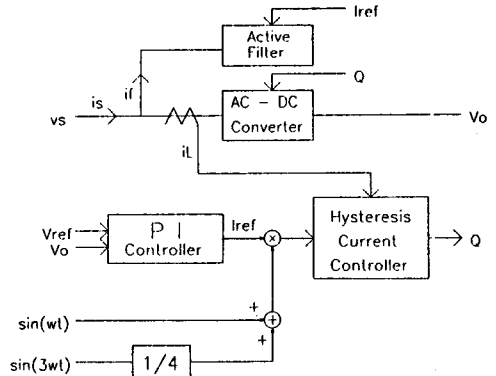 Iref
Active
Filter
Q
if
is
vs
AC - DC
Converter
Vo
iL
Vref
Vo
P I
Controller
Iref
×
Hysteresis
Current
Controller
Q
+
sin(wt)
+
+
sin(3wt)
1/4